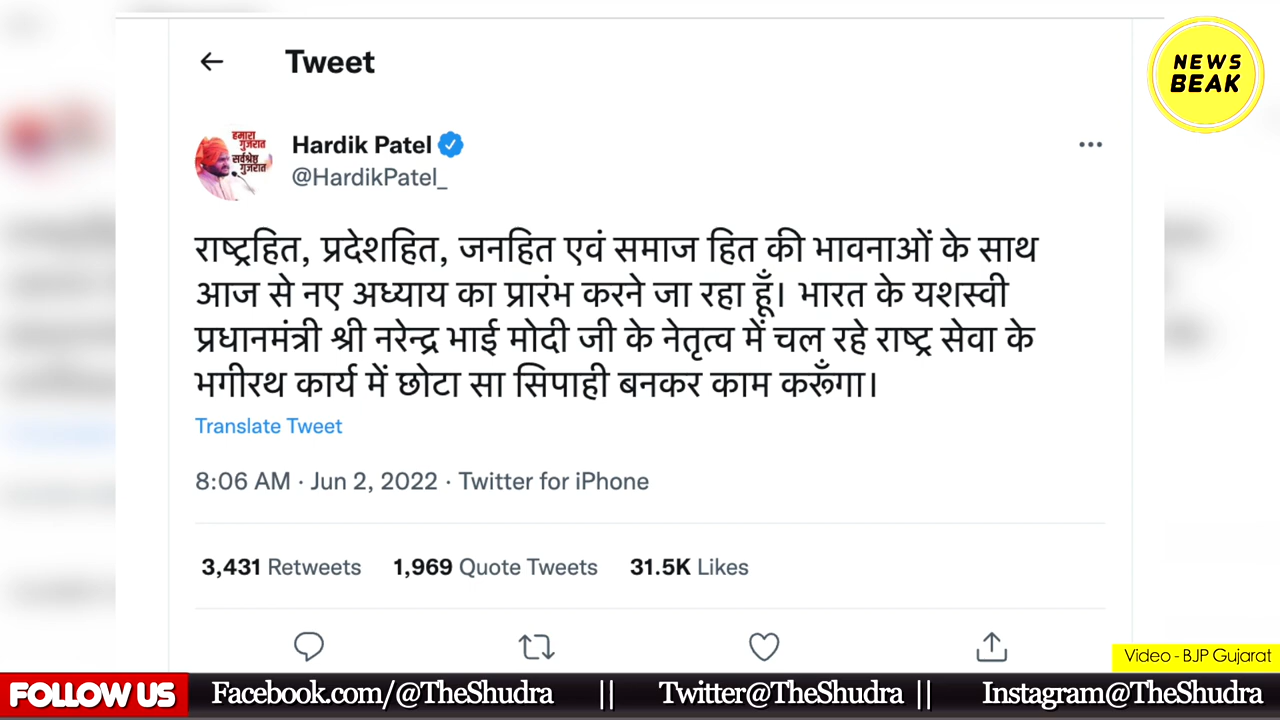 Tweet
NEWS
BEAK
हमारा
गुजरात
सर्वश्रेष्ठ
गुजरात
Hardik Patel
@HardikPatel_
राष्ट्रहित, प्रदेशहित, जनहित एवं समाज हित की भावनाओं के साथ
आज से नए अध्याय का प्रारंभ करने जा रहा हूँ। भारत के यशस्वी
प्रधानमंत्री श्री नरेन्द्र भाई मोदी जी के नेतृत्व में चल रहे राष्ट्र सेवा के
भगीरथ कार्य में छोटा सा सिपाही बनकर काम करूँगा।
Translate Tweet
8:06 AM · Jun 2, 2022 · Twitter for iPhone
3,431 Retweets 1,969 Quote Tweets 31.5K Likes
Video - BJP Gujarat
FOLLOW US Facebook.com/@TheShudra || Twitter@TheShudra || Instagram@TheShudra